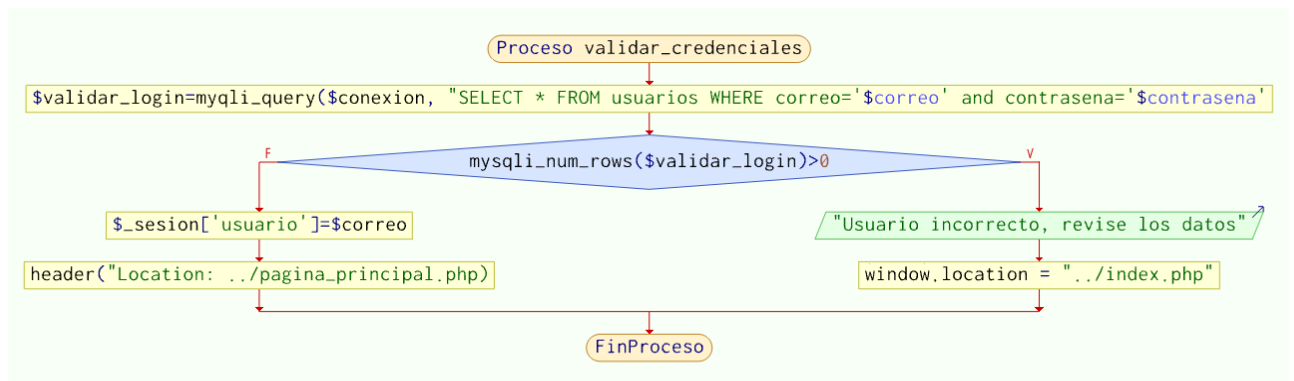 Proceso validar_credenciales
$validar_login=myqli_query($conexion, "SELECT * FROM usuarios WHERE correo='$correo' and contrasena='$contrasena'
mysqli_num_rows($validar_login)>0
F
V
$_sesion['usuario']=$correo
"Usuario incorrecto, revise los datos"
header("Location: ../pagina_principal.php)
window.location = "../index.php"
FinProceso